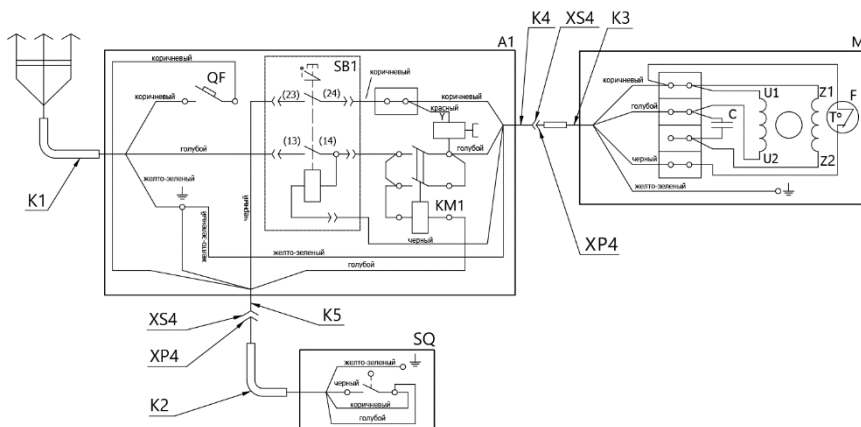 K4
XS4
K3
A1
M
коричневый
QF
SB1
коричневый
коричневый
(23)
(24)
коричневый
красный
Y
голубой
(13)
(14)
голубой
K1
желто-зеленый
желто-зеленый
черный
KM1
черный
желто-зеленый
голубой
коричневый
U1
Z1
F
голубой
C
T°
черный
U2
Z2
желто-зеленый
XP4
XS4
K5
XP4
SQ
K2
желто-зеленый
черный
коричневый
голубой